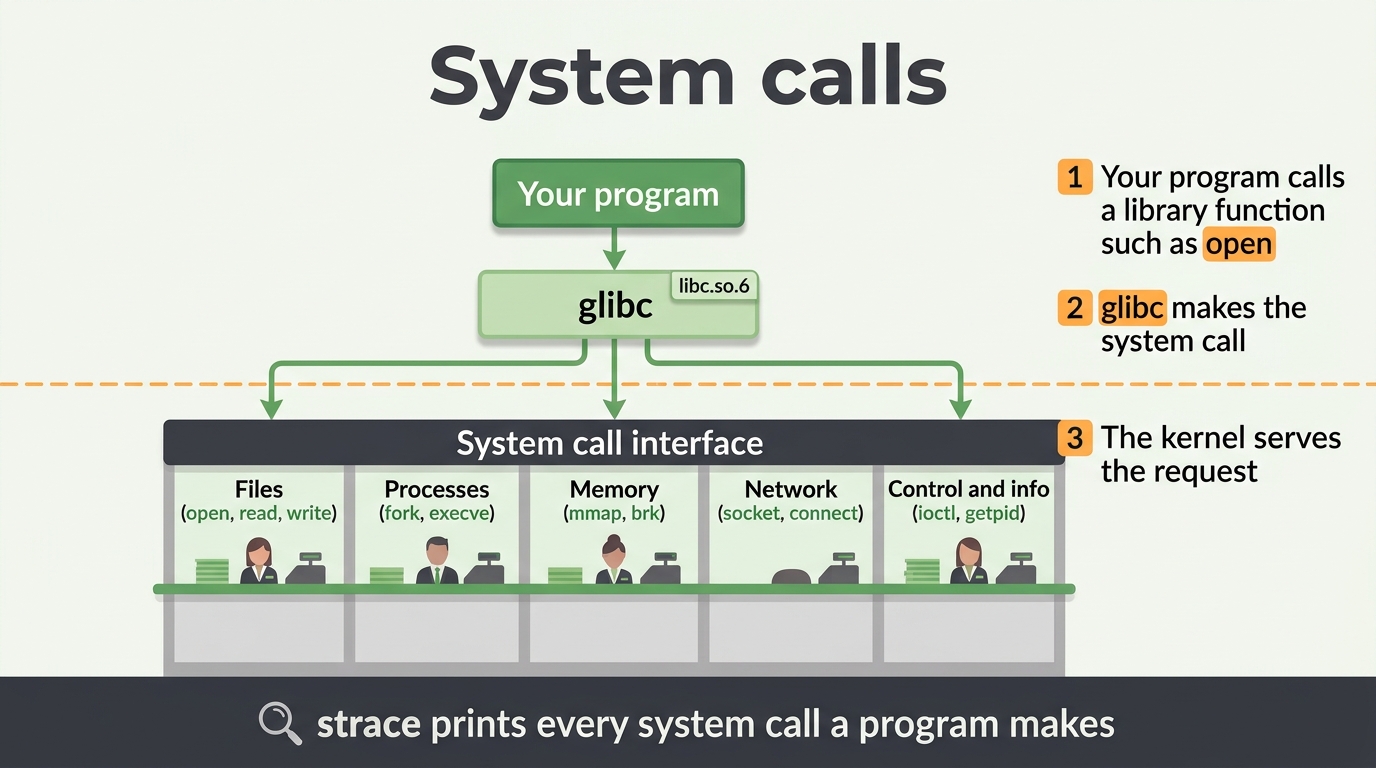 System calls
Your program
glibc
libc.so.6
1 Your program calls
a library function
such as open
2 glibc makes the
system call
System call interface
3 The kernel serves
the request
Files
(open, read, write)
Processes
(fork, execve)
Memory
(mmap, brk)
Network
(socket, connect)
Control and info
(ioctl, getpid)
strace prints every system call a program makes